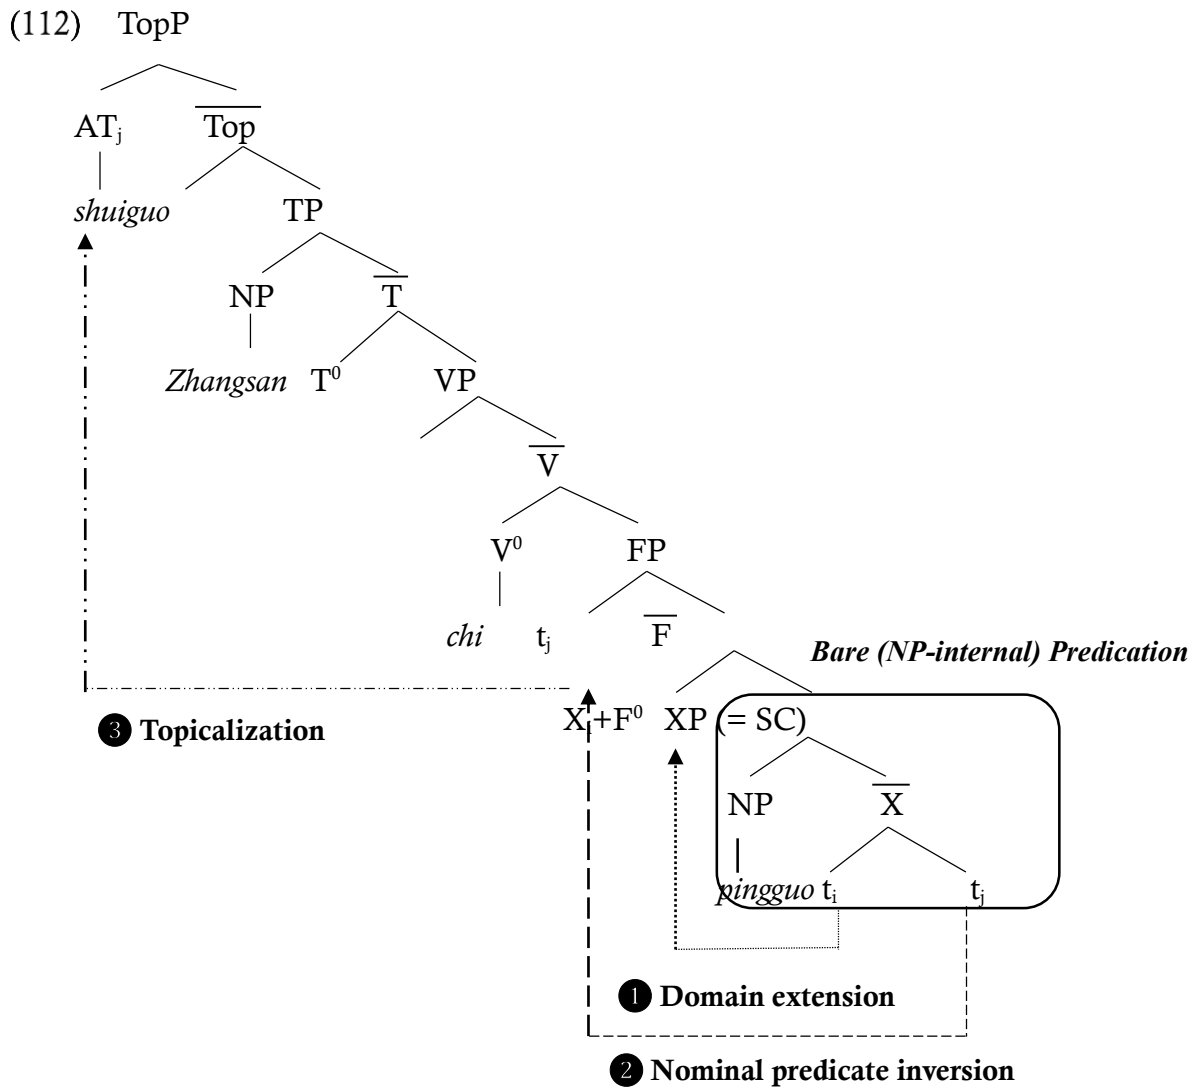 (112) TopP
ATj Top
shuiguo TP
NP T
Zhangsan T⁰ VP
V
V⁰ FP
chi tj F
Bare (NP-internal) Predication
Xi+F⁰ XP (= SC)
❸ Topicalization
NP X
pingguo ti tj
❶ Domain extension
❷ Nominal predicate inversion